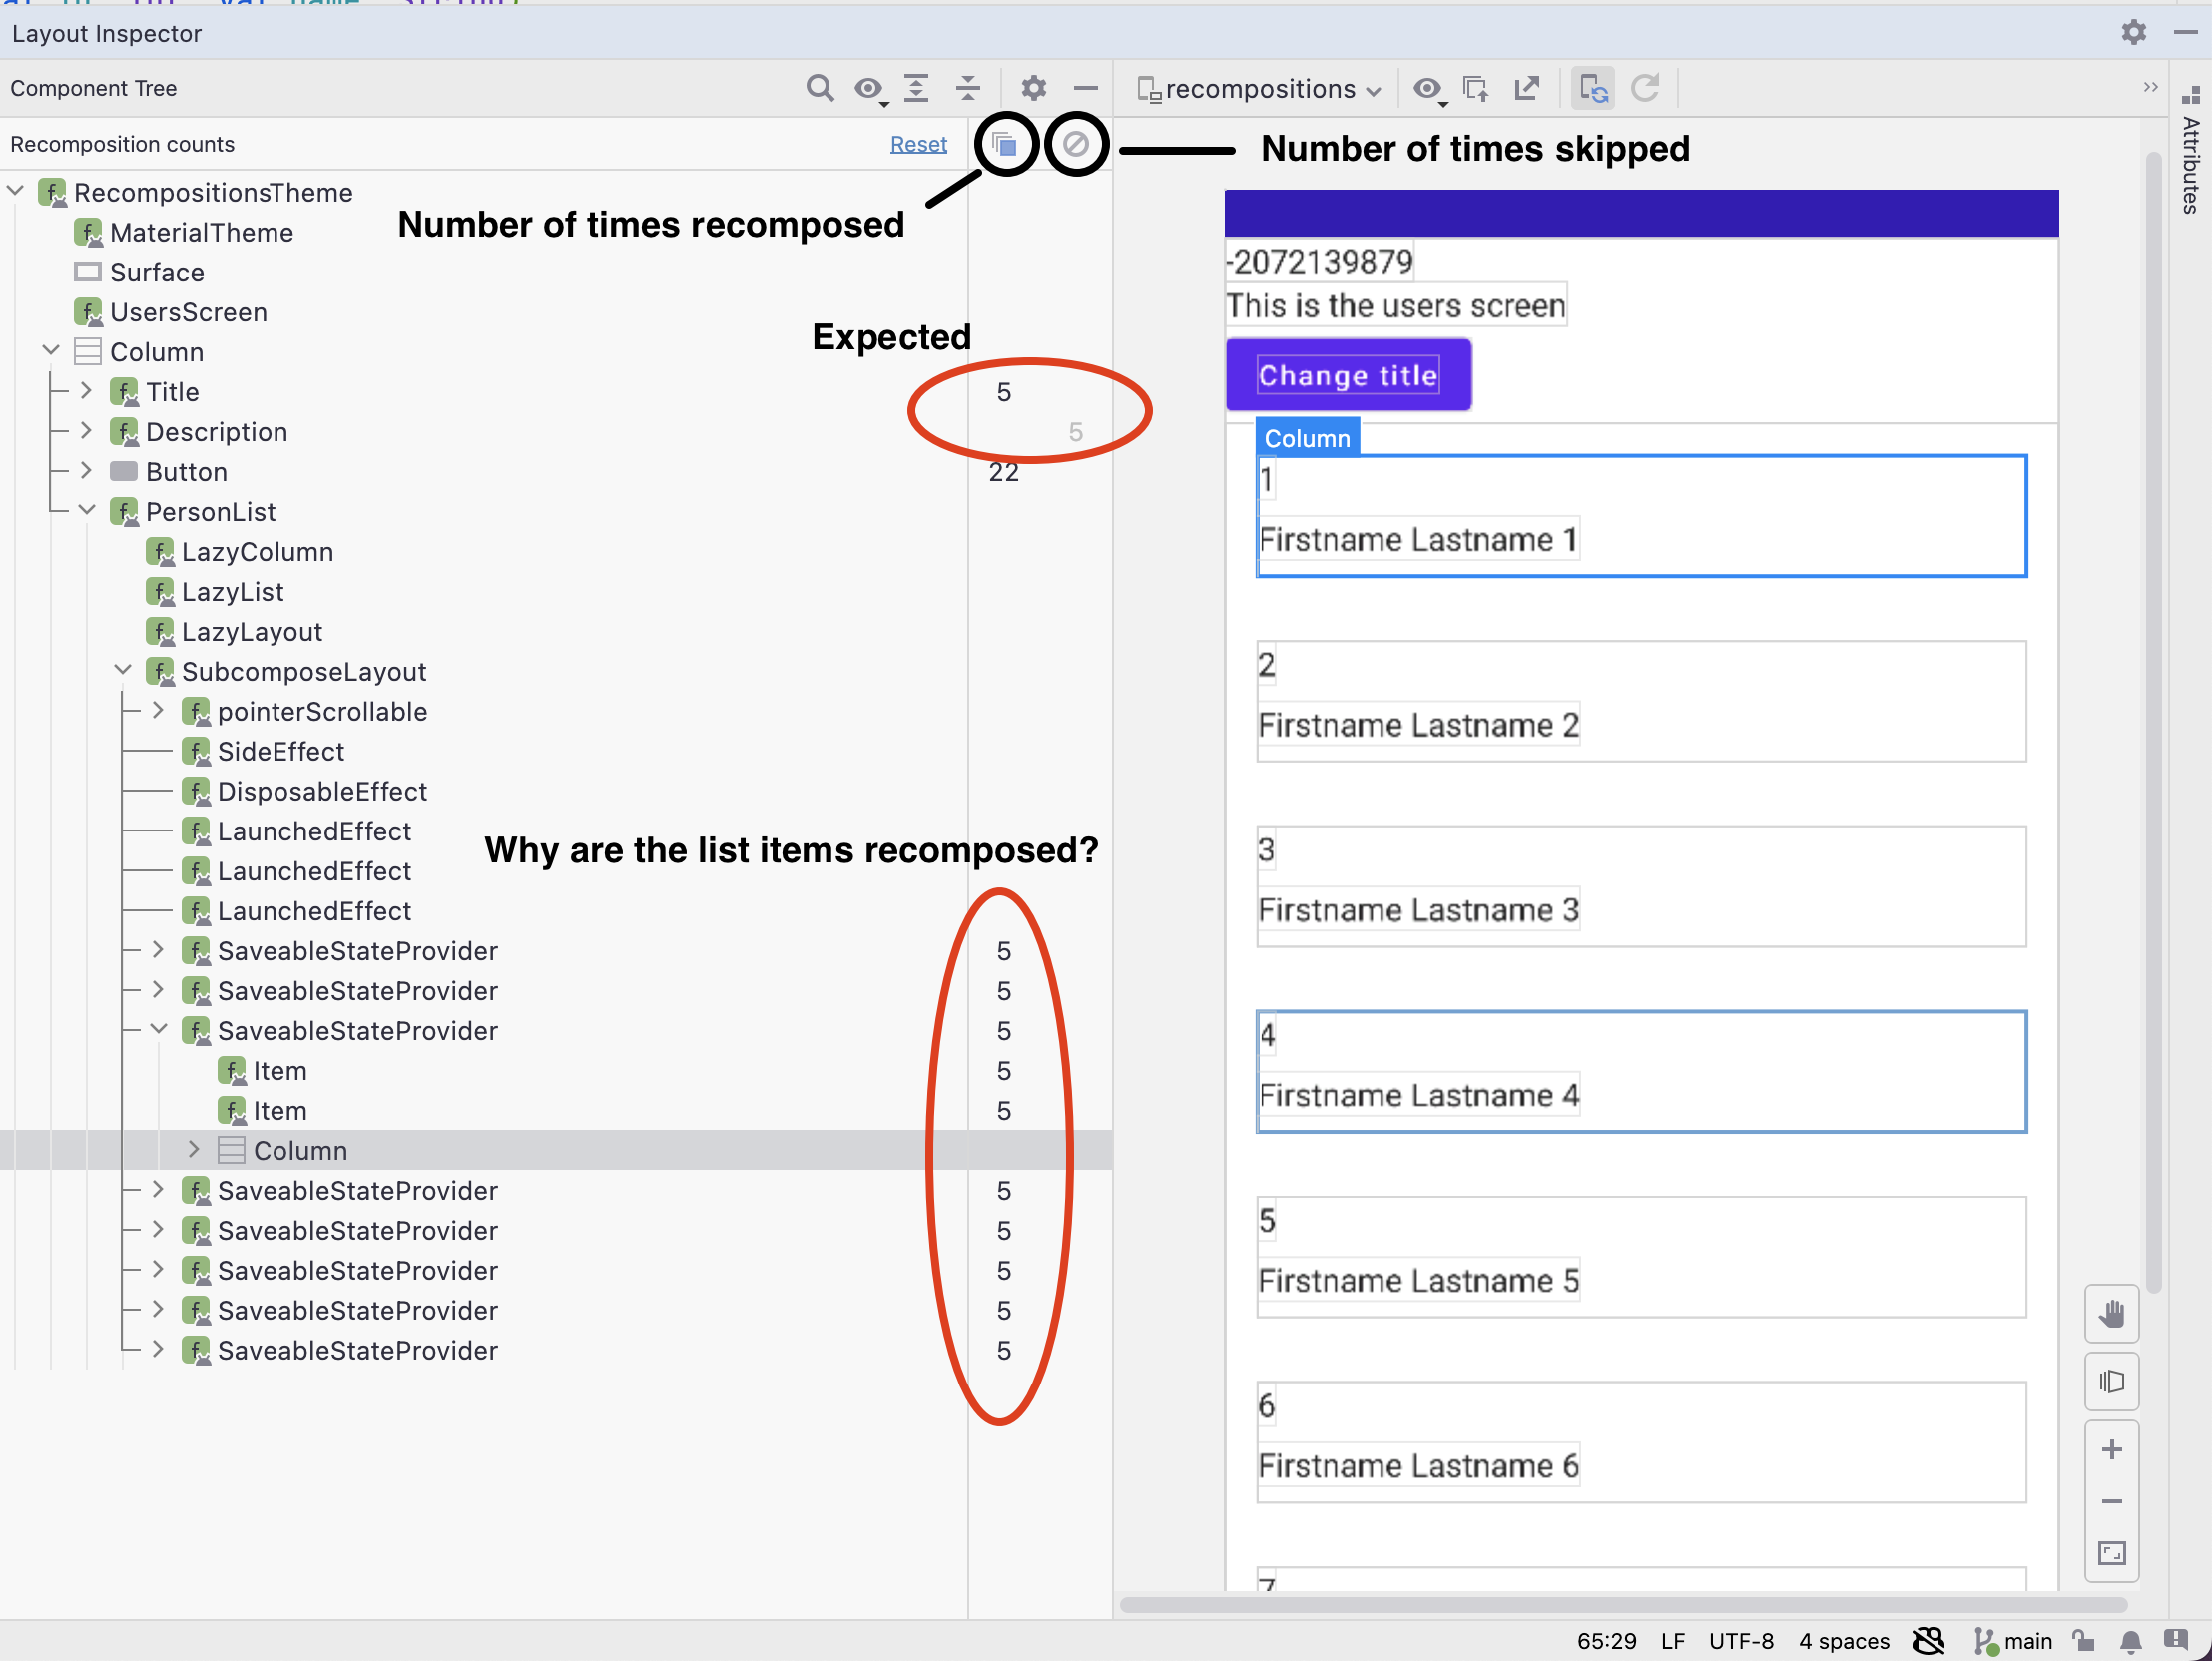 Layout Inspector
Component Tree
recompositions
Attributes
Recomposition counts
Reset
Number of times skipped
RecompositionsTheme
Number of times recomposed
MaterialTheme
Surface
UsersScreen
Expected
Column
Title 5
Description 5
Button 22
PersonList
LazyColumn
LazyList
LazyLayout
SubcomposeLayout
pointerScrollable
SideEffect
DisposableEffect
LaunchedEffect
Why are the list items recomposed?
LaunchedEffect
LaunchedEffect
SaveableStateProvider 5
SaveableStateProvider 5
SaveableStateProvider 5
Item 5
Item 5
Column
SaveableStateProvider 5
SaveableStateProvider 5
SaveableStateProvider 5
SaveableStateProvider 5
SaveableStateProvider 5
-2072139879
This is the users screen
Change title
Column
1
Firstname Lastname 1
2
Firstname Lastname 2
3
Firstname Lastname 3
4
Firstname Lastname 4
5
Firstname Lastname 5
6
Firstname Lastname 6
7
65:29 LF UTF-8 4 spaces main